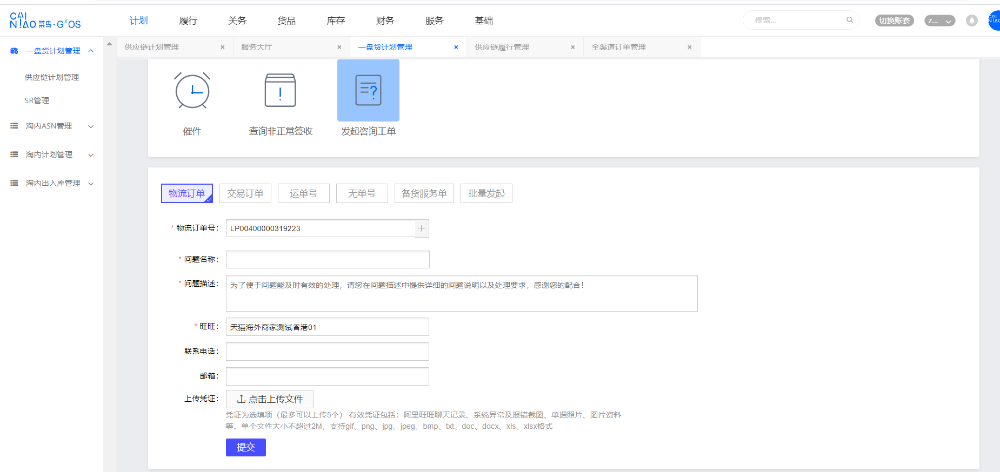 CAI
NIAO 菜鸟·GXOS
计划 履行 关务 货品 库存 财务 服务 基础
搜索...
切换账套
z...
一盘货计划管理
供应链计划管理
SR管理
淘内ASN管理
淘内计划管理
淘内出入库管理
供应链计划管理 × 服务大厅 × 一盘货计划管理 × 供应链履行管理 × 全渠道订单管理 ×
催件 查询非正常签收 发起咨询工单
物流订单 交易订单 运单号 无单号 备货服务单 批量发起
* 物流订单号: LP00400000319223 +
* 问题名称:
* 问题描述: 为了便于问题能及时有效的处理，请您在问题描述中提供详细的问题说明以及处理要求，感谢您的配合！
* 旺旺: 天猫海外商家测试香港01
联系电话:
邮箱:
上传凭证: 点击上传文件
凭证为选填项（最多可以上传5个） 有效凭证包括：阿里旺旺聊天记录、系统异常及报错截图、单据照片、图片资料
等。单个文件大小不超过2M，支持gif、png、jpg、jpeg、bmp、txt、doc、docx、xls、xlsx格式
提交